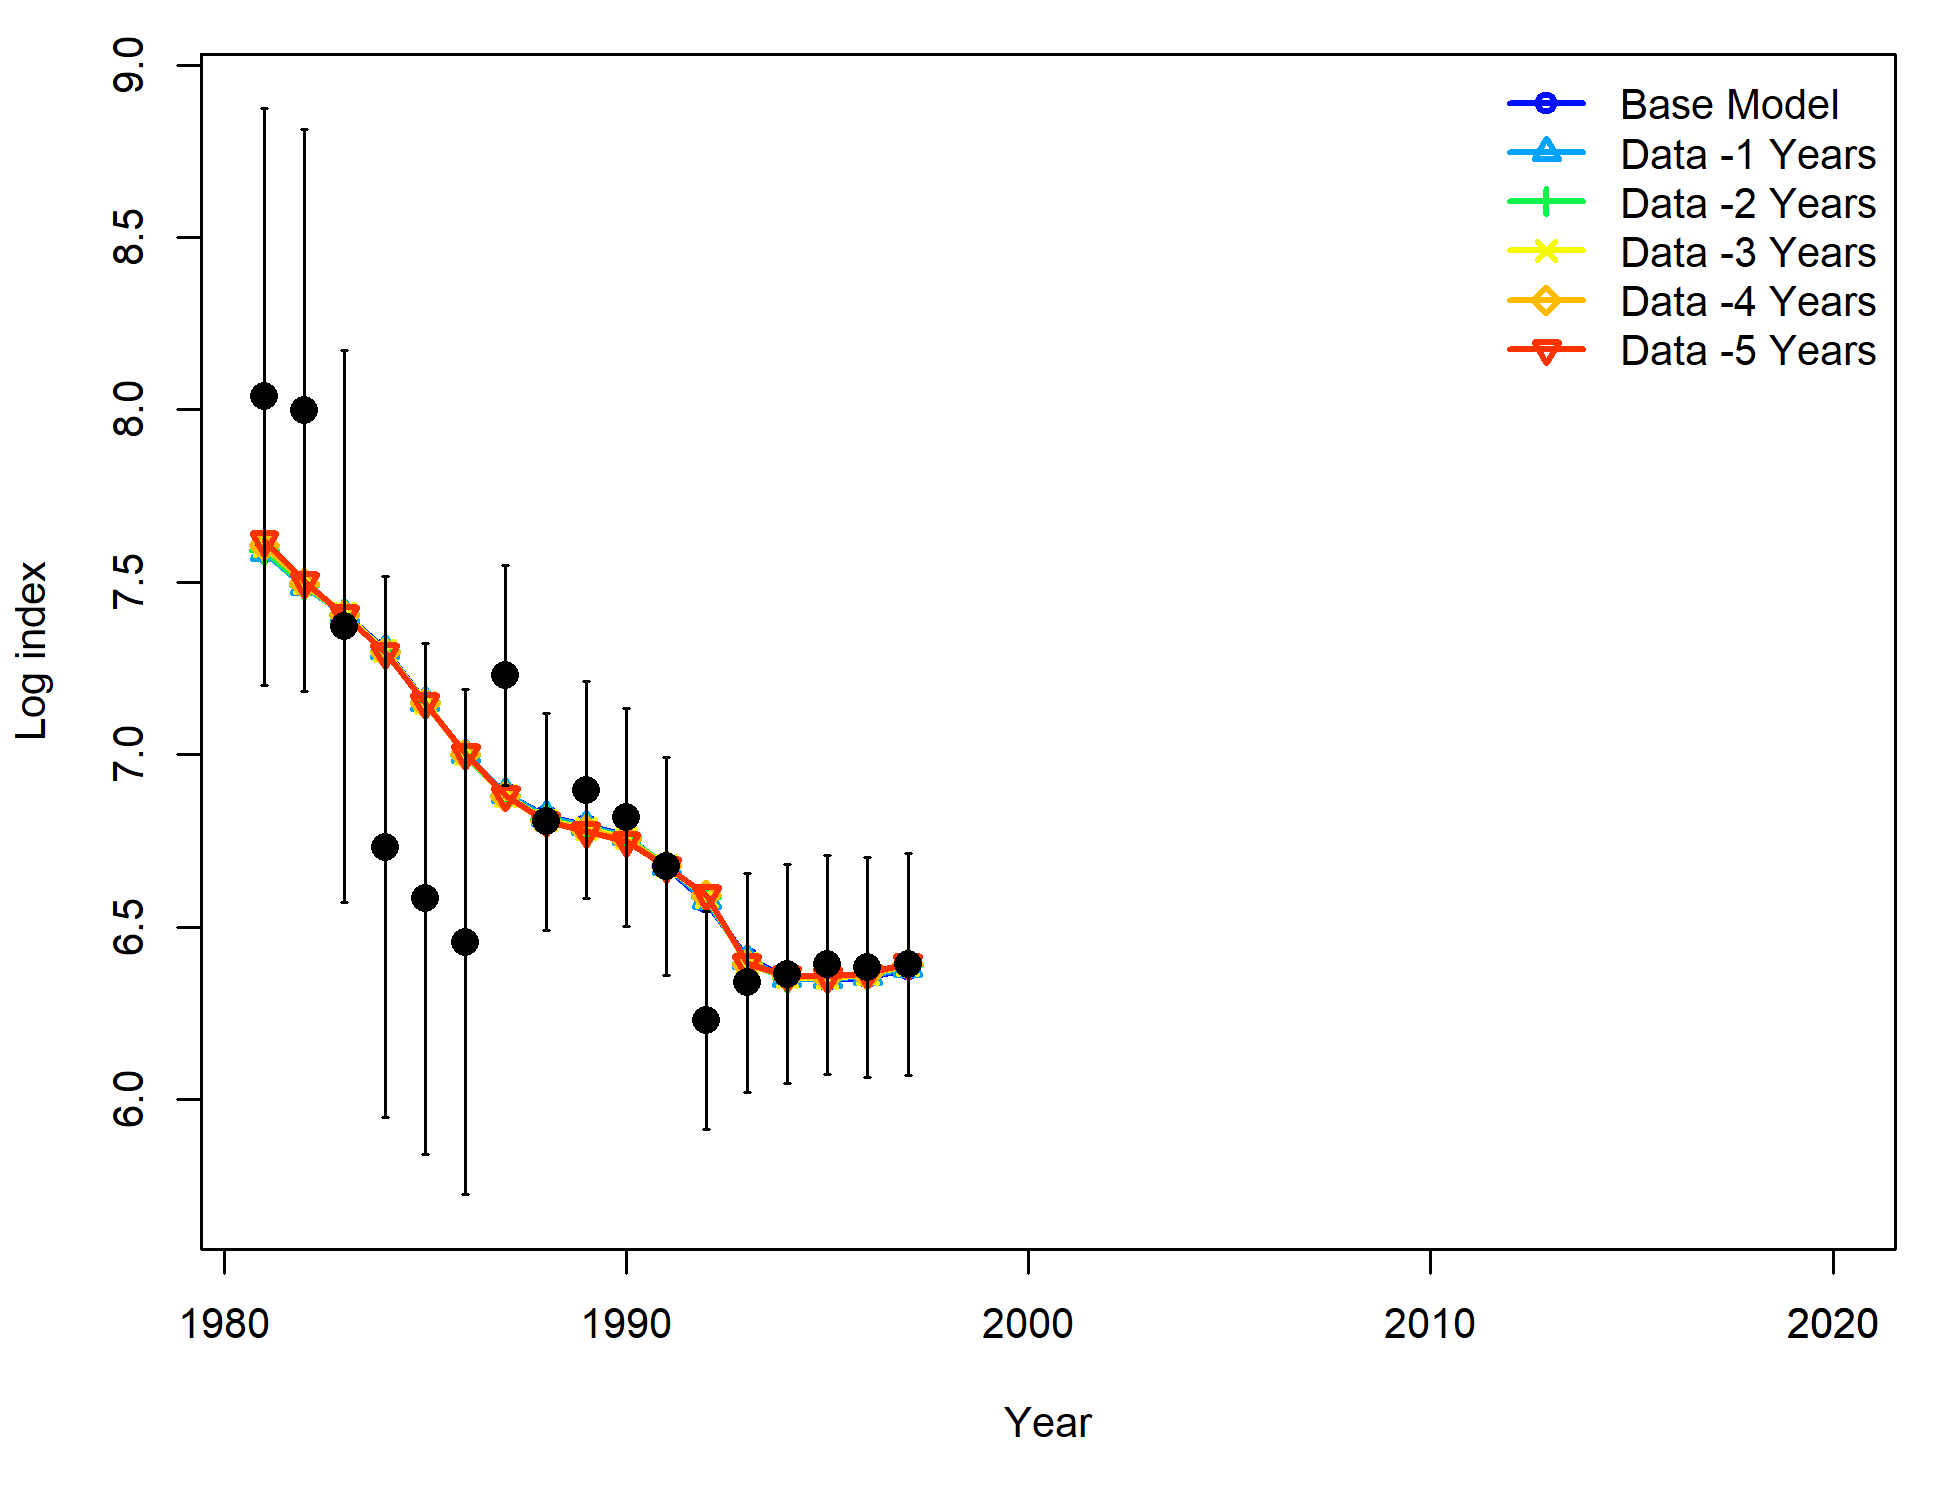 9.0
8.5
8.0
7.5
7.0
6.5
6.0
Log index
Base Model
Data -1 Years
Data -2 Years
Data -3 Years
Data -4 Years
Data -5 Years
1980 1990 2000 2010 2020
Year